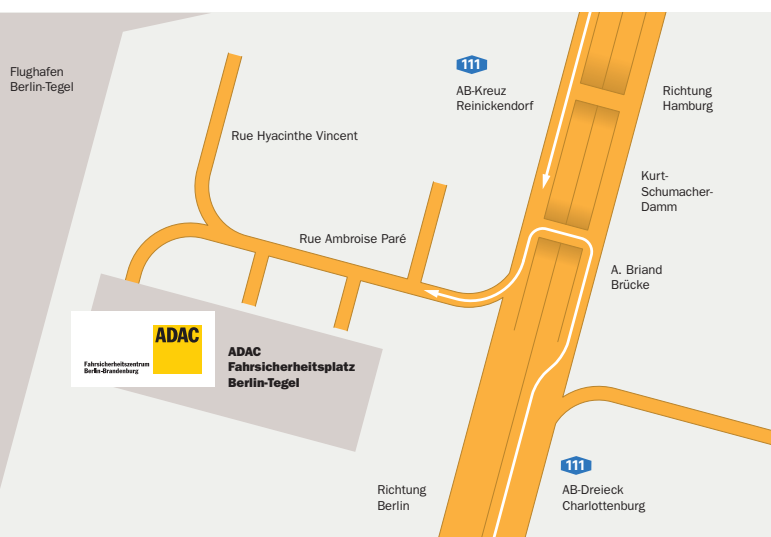 Flughafen
Berlin-Tegel
111
AB-Kreuz
Reinickendorf
Richtung
Hamburg
Rue Hyacinthe Vincent
Kurt-
Schumacher-
Damm
Rue Ambroise Paré
A. Briand
Brücke
ADAC
Fahrsicherheitszentrum
Berlin-Brandenburg
ADAC
Fahrsicherheitsplatz
Berlin-Tegel
111
AB-Dreieck
Charlottenburg
Richtung
Berlin